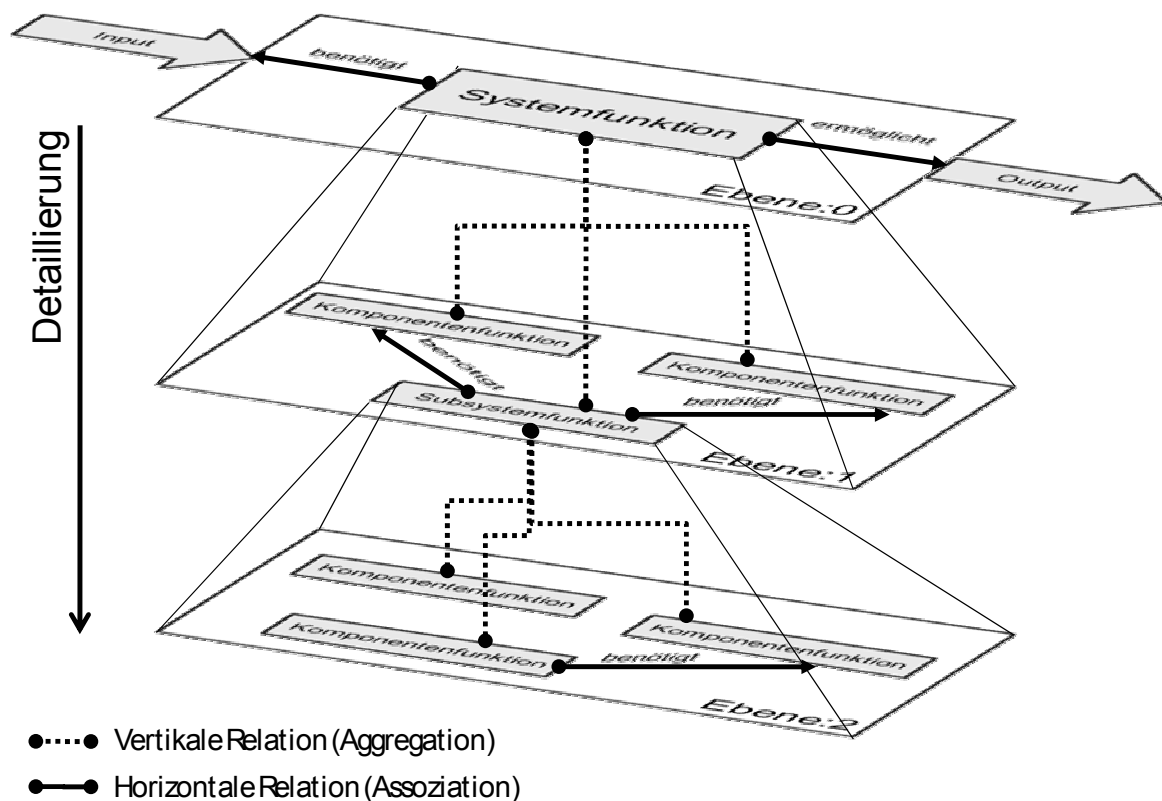 Input
benötigt
Systemfunktion
ermöglicht
Output
Ebene:0
Detaillierung
Komponentenfunktion
benötigt
Komponentenfunktion
Subsystemfunktion
benötigt
Ebene:1
Komponentenfunktion
Komponentenfunktion
Komponentenfunktion
benötigt
Ebene:2
Vertikale Relation (Aggregation)
Horizontale Relation (Assoziation)